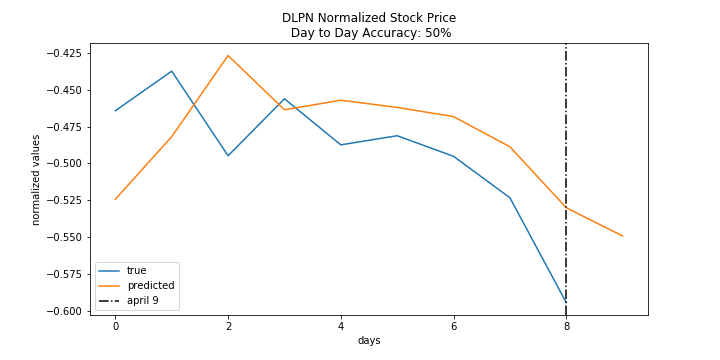 DLPN Normalized Stock Price
Day to Day Accuracy: 50%
normalized values
−0.425
−0.450
−0.475
−0.500
−0.525
−0.550
−0.575
−0.600
true
predicted
april 9
0 2 4 6 8
days